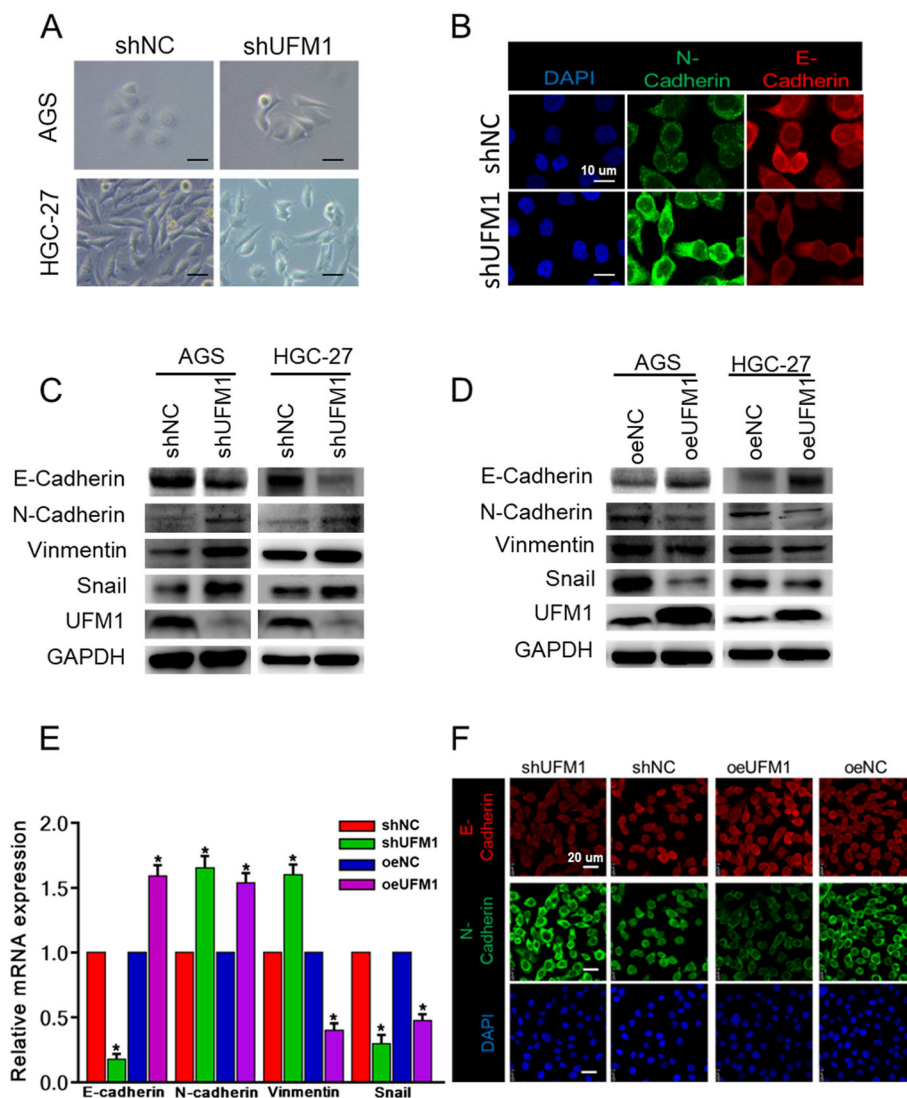 A
shNC shUFM1
AGS
HGC-27
B
DAPI N-Cadherin E-Cadherin
shNC
10 um
shUFM1
C
AGS HGC-27
shNC shUFM1 shNC shUFM1
E-Cadherin
N-Cadherin
Vinmentin
Snail
UFM1
GAPDH
D
AGS HGC-27
oeNC oeUFM1 oeNC oeUFM1
E-Cadherin
N-Cadherin
Vinmentin
Snail
UFM1
GAPDH
E
Relative mRNA expression
2.0
1.5
1.0
0.5
0.0
shNC
shUFM1
oeNC
oeUFM1
* * * * * * *
E-cadherin N-cadherin Vinmentin Snail
F
shUFM1 shNC oeUFM1 oeNC
E-Cadherin
20 um
N-Cadherin
DAPI